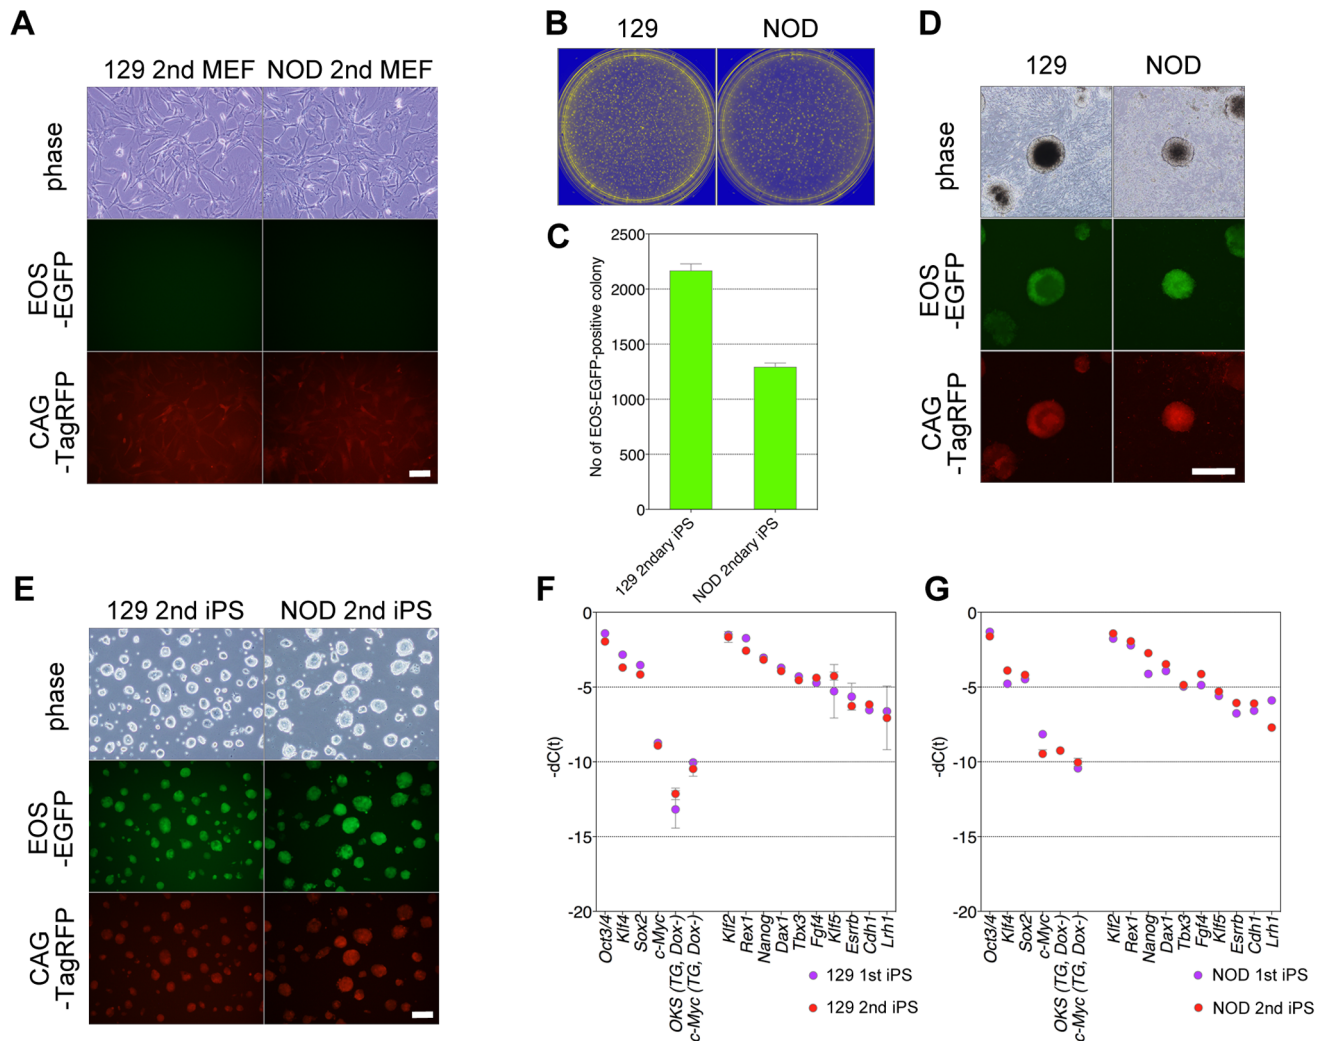 A
129 2nd MEF
NOD 2nd MEF
phase
EOS
-EGFP
CAG
-TagRFP
B
129
NOD
C
No of EOS-EGFP-positive colony
2500
2000
1500
1000
500
0
129 2ndary iPS
NOD 2ndary iPS
D
129
NOD
phase
EOS
-EGFP
CAG
-TagRFP
E
129 2nd iPS
NOD 2nd iPS
phase
EOS
-EGFP
CAG
-TagRFP
F
-dC(t)
0
-5
-10
-15
-20
Oct3/4
Klf4
Sox2
c-Myc
OKS (TG, Dox-)
c-Myc (TG, Dox-)
Klf2
Rex1
Nanog
Dax1
Tbx3
Fgf4
Klf5
Esrrb
Cdh1
Lrh1
129 1st iPS
129 2nd iPS
G
-dC(t)
0
-5
-10
-15
-20
Oct3/4
Klf4
Sox2
c-Myc
OKS (TG, Dox-)
c-Myc (TG, Dox-)
Klf2
Rex1
Nanog
Dax1
Tbx3
Fgf4
Klf5
Esrrb
Cdh1
Lrh1
NOD 1st iPS
NOD 2nd iPS